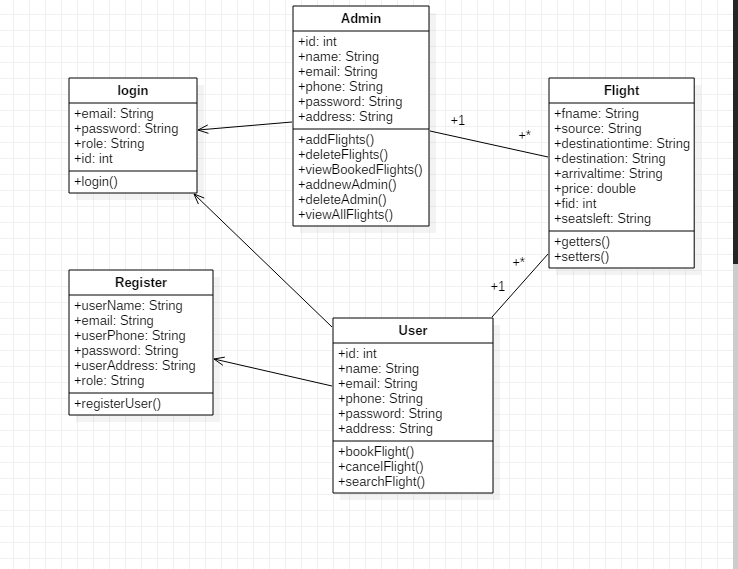 Admin
+id: int
+name: String
+email: String
+phone: String
+password: String
+address: String
+addFlights()
+deleteFlights()
+viewBookedFlights()
+addnewAdmin()
+deleteAdmin()
+viewAllFlights()
login
+email: String
+password: String
+role: String
+id: int
+login()
+1
+*
Flight
+fname: String
+source: String
+destinationtime: String
+destination: String
+arrivaltime: String
+price: double
+fid: int
+seatsleft: String
+getters()
+setters()
+*
+1
Register
+userName: String
+email: String
+userPhone: String
+password: String
+userAddress: String
+role: String
+registerUser()
User
+id: int
+name: String
+email: String
+phone: String
+password: String
+address: String
+bookFlight()
+cancelFlight()
+searchFlight()